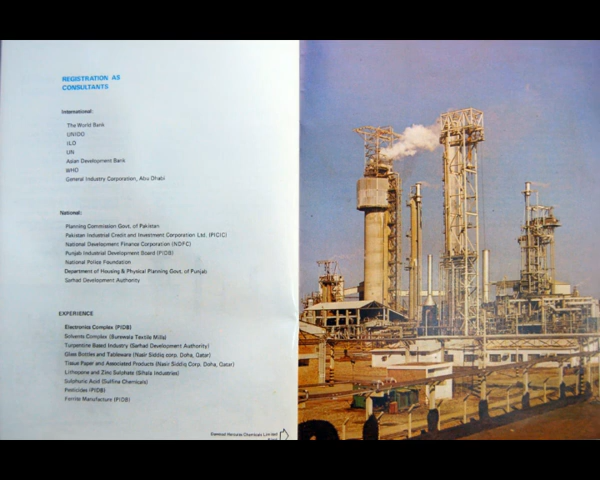 REGISTRATION AS
CONSULTANTS
International:
The World Bank
UNIDO
ILO
UN
Asian Development Bank
WHO
General Industry Corporation, Abu Dhabi
National:
Planning Commission Govt. of Pakistan
Pakistan Industrial Credit and Investment Corporation Ltd. (PICIC)
National Development Finance Corporation (NDFC)
Punjab Industrial Development Board (PIDB)
National Police Foundation
Department of Housing & Physical Planning Govt. of Punjab
Sarhad Development Authority
EXPERIENCE
Electronics Complex (PIDB)
Solvents Complex (Burewala Textile Mills)
Turpentine Based Industry (Sarhad Development Authority)
Glass Bottles and Tableware (Nasir Siddiq corp. Doha, Qatar)
Tissue Paper and Associated Products (Nasir Siddiq Corp. Doha, Qatar)
Lithopone and Zinc Sulphate (Sihala Industries)
Sulphuric Acid (Sulfina Chemicals)
Pesticides (PIDB)
Ferrite Manufacture (PIDB)
Chemicals Limited